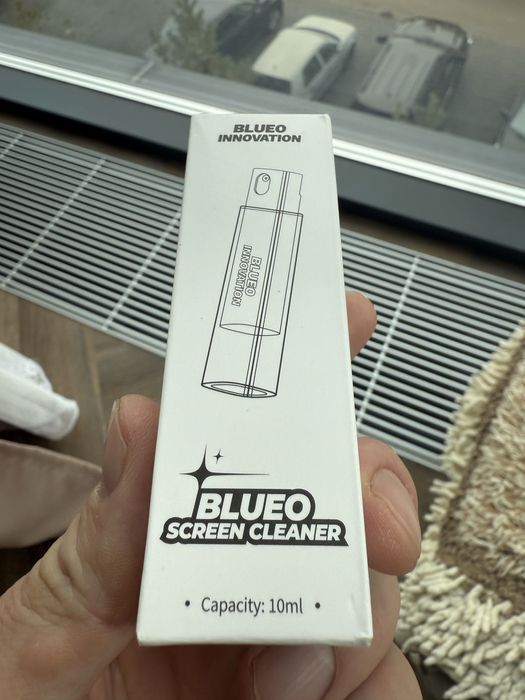 BLUEO
INNOVATION
BLUEO
INNOVATION
BLUEO
SCREEN CLEANER
• Capacity: 10ml •